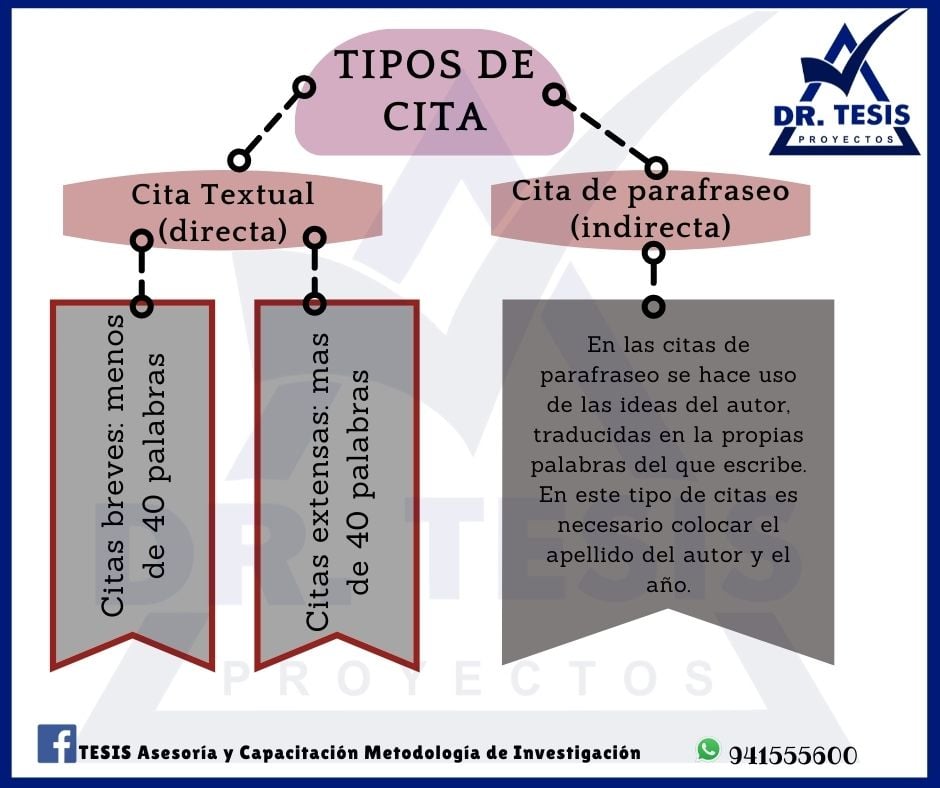 TIPOS DE
CITA
DR. TESIS
PROYECTOS
Cita Textual
(directa)
Cita de parafraseo
(indirecta)
Citas breves: menos
de 40 palabras
Citas extensas: mas
de 40 palabras
En las citas de
parafraseo se hace uso
de las ideas del autor,
traducidas en la propias
palabras del que escribe.
En este tipo de citas es
necesario colocar el
apellido del autor y el
año.
DR. TESIS
PROYECTOS
TESIS Asesoría y Capacitación Metodología de Investigación
941555600